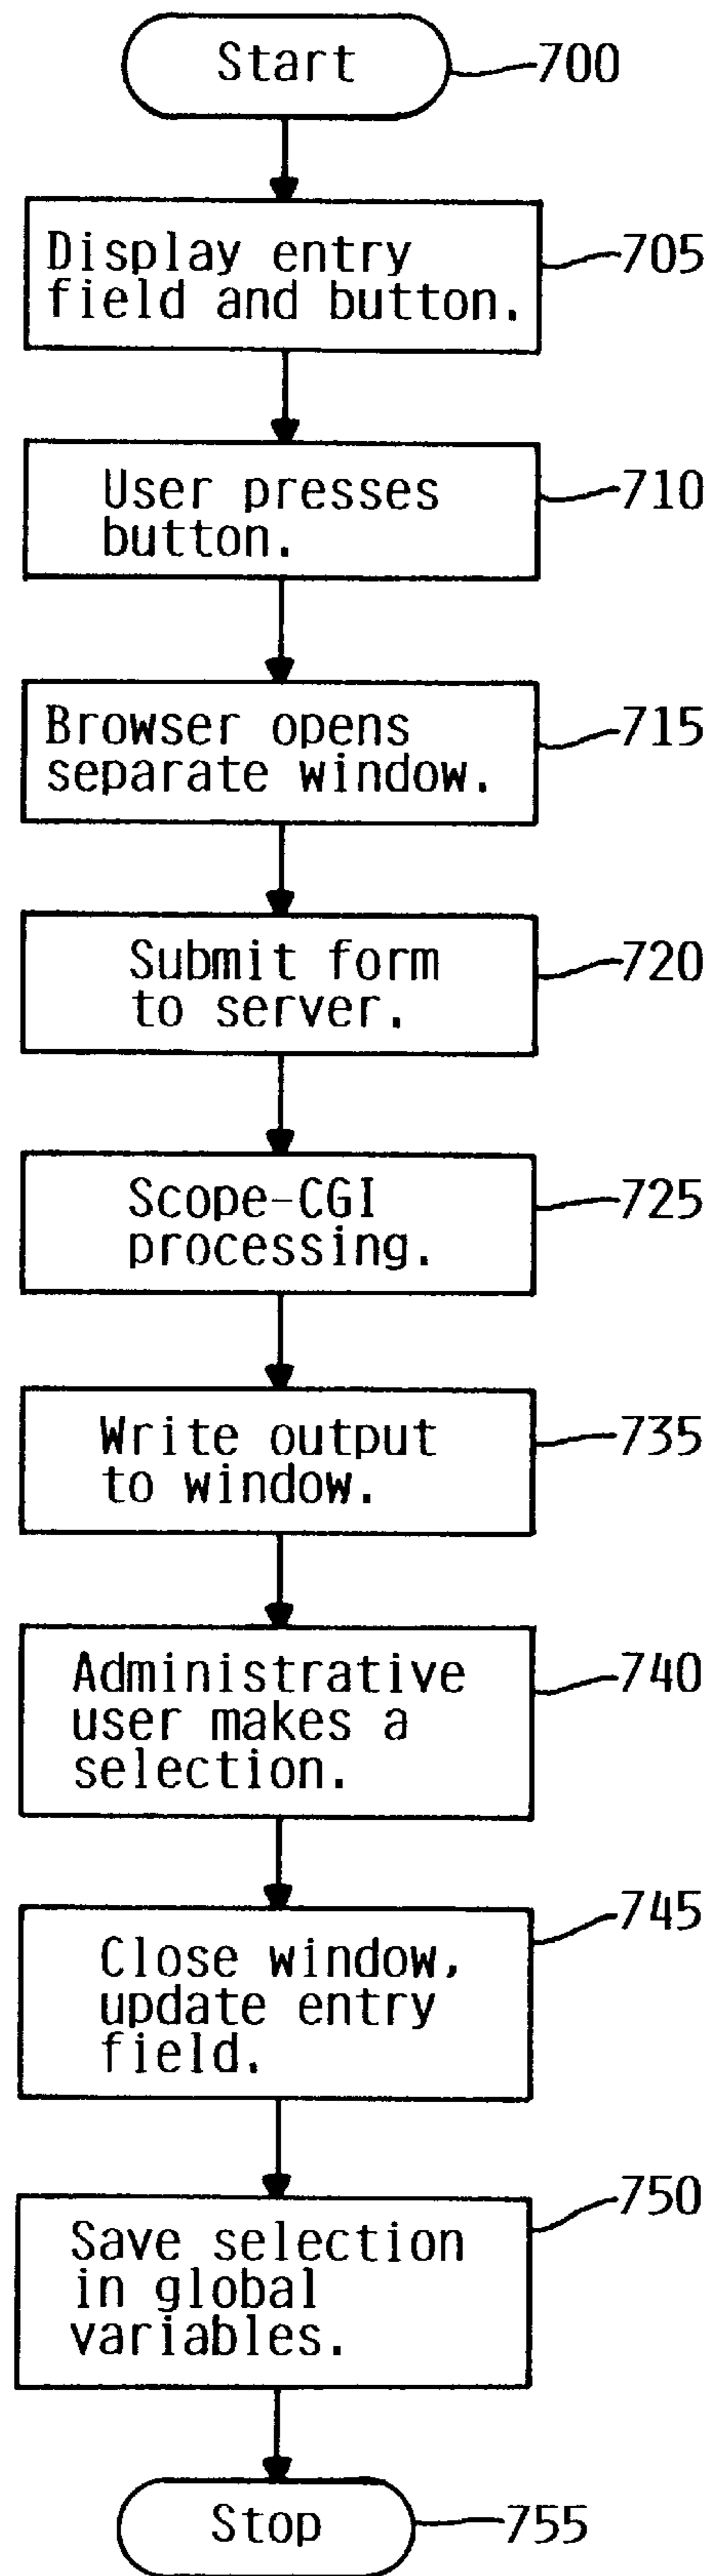 Start
700
Display entry
field and button.
705
User presses
button.
710
Browser opens
separate window.
715
Submit form
to server.
720
Scope-CGI
processing.
725
Write output
to window.
735
Administrative
user makes a
selection.
740
Close window,
update entry
field.
745
Save selection
in global
variables.
750
Stop
755